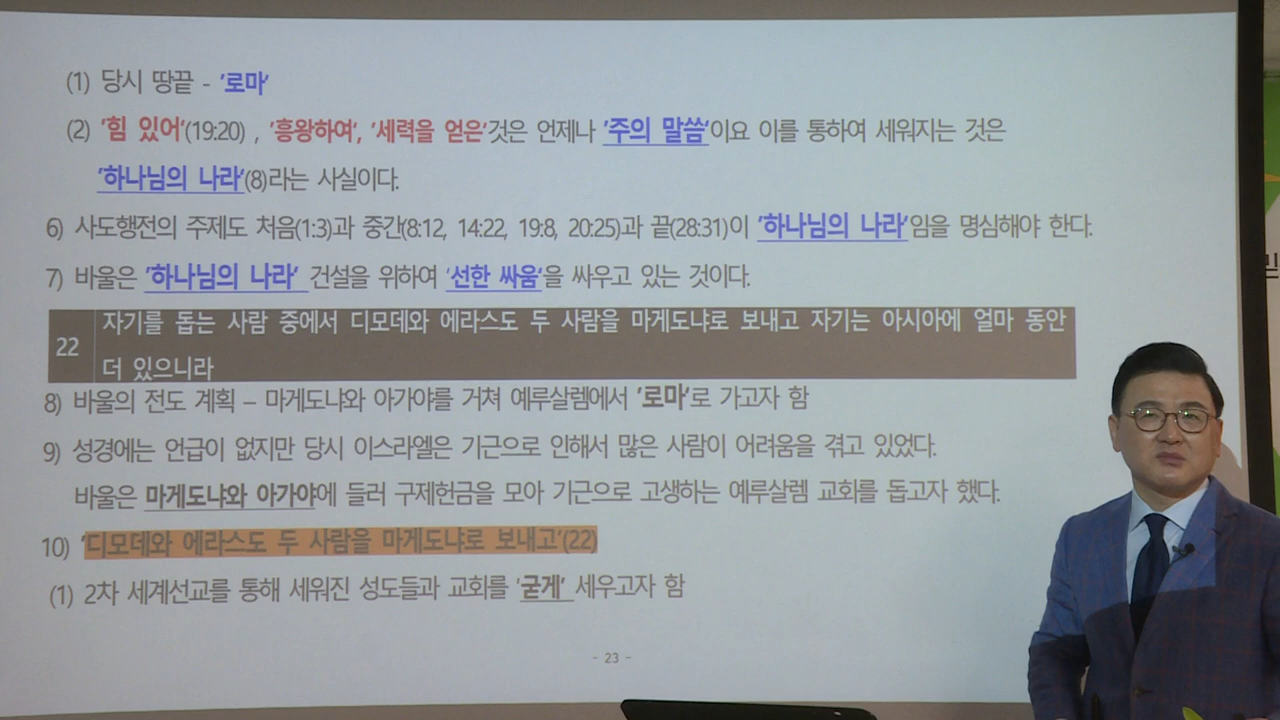 (1) 당시 땅끝 - '로마'
(2) '힘 있어'(19:20) , '흥왕하여', '세력을 얻은'것은 언제나 '주의 말씀'이요 이를 통하여 세워지는 것은
'하나님의 나라'(8)라는 사실이다.
6) 사도행전의 주제도 처음(1:3)과 중간(8:12, 14:22, 19:8, 20:25)과 끝(28:31)이 '하나님의 나라'임을 명심해야 한다.
7) 바울은 '하나님의 나라' 건설을 위하여 '선한 싸움'을 싸우고 있는 것이다.
22 자기를 돕는 사람 중에서 디모데와 에라스도 두 사람을 마게도냐로 보내고 자기는 아시아에 얼마 동안
더 있으니라
8) 바울의 전도 계획 – 마게도냐와 아가야를 거쳐 예루살렘에서 '로마'로 가고자 함
9) 성경에는 언급이 없지만 당시 이스라엘은 기근으로 인해서 많은 사람이 어려움을 겪고 있었다.
바울은 마게도냐와 아가야에 들러 구제헌금을 모아 기근으로 고생하는 예루살렘 교회를 돕고자 했다.
10) '디모데와 에라스도 두 사람을 마게도냐로 보내고'(22)
(1) 2차 세계선교를 통해 세워진 성도들과 교회를 '굳게' 세우고자 함
- 23 -